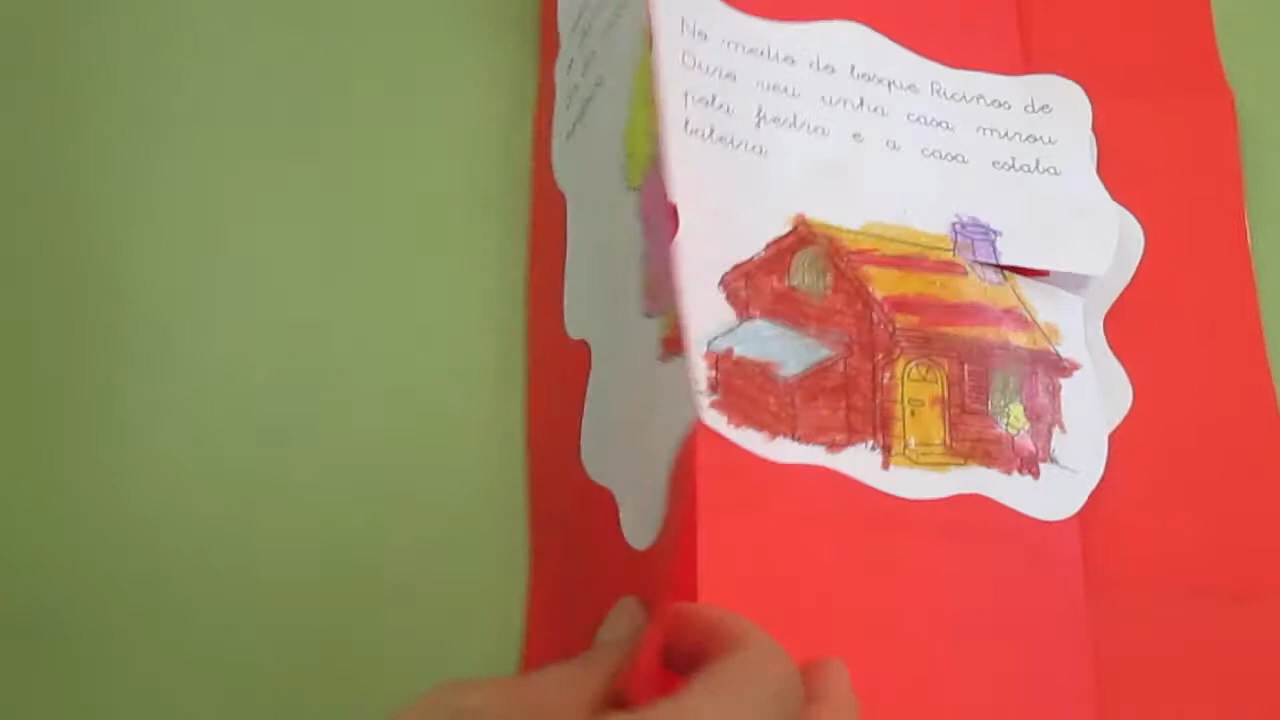 No medio do bosque Riciños de
Ouro veu unha casa, mirou
pola fiestra e a casa estaba
baleira.